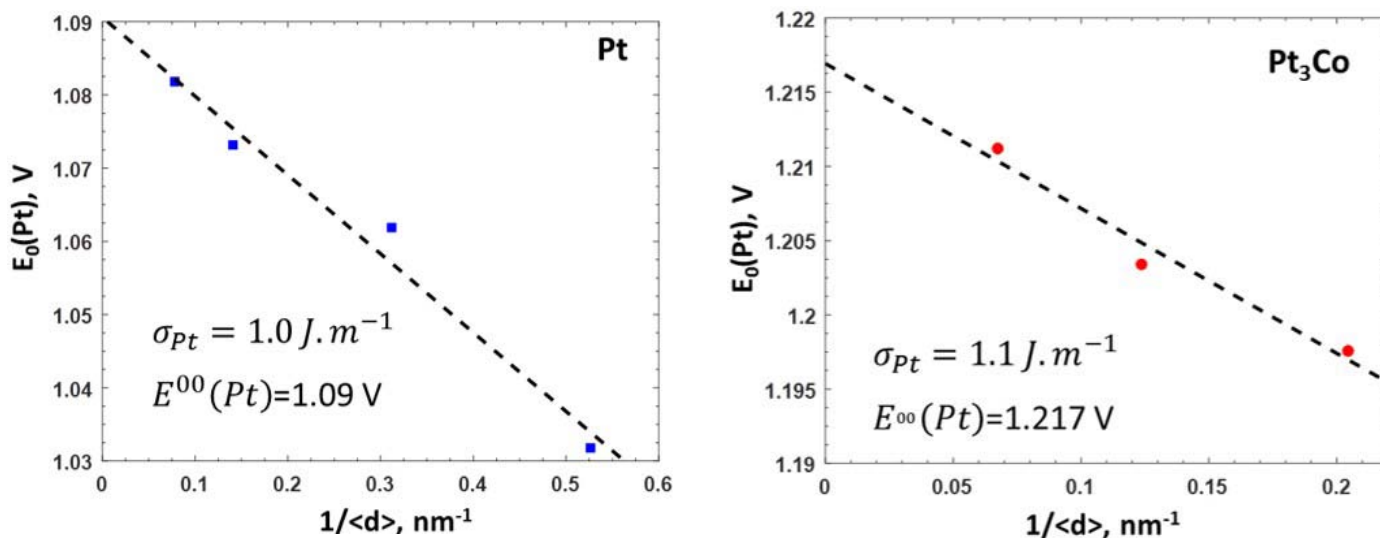 Pt
1.09
1.08
1.07
1.06
1.05
1.04
1.03
E₀(Pt), V
σ_Pt = 1.0 J.m⁻¹
E⁰⁰(Pt)=1.09 V
0 0.1 0.2 0.3 0.4 0.5 0.6
1/<d>, nm⁻¹
Pt₃Co
1.22
1.215
1.21
1.205
1.2
1.195
1.19
E₀(Pt), V
σ_Pt = 1.1 J.m⁻¹
E⁰⁰(Pt)=1.217 V
0 0.05 0.1 0.15 0.2
1/<d>, nm⁻¹